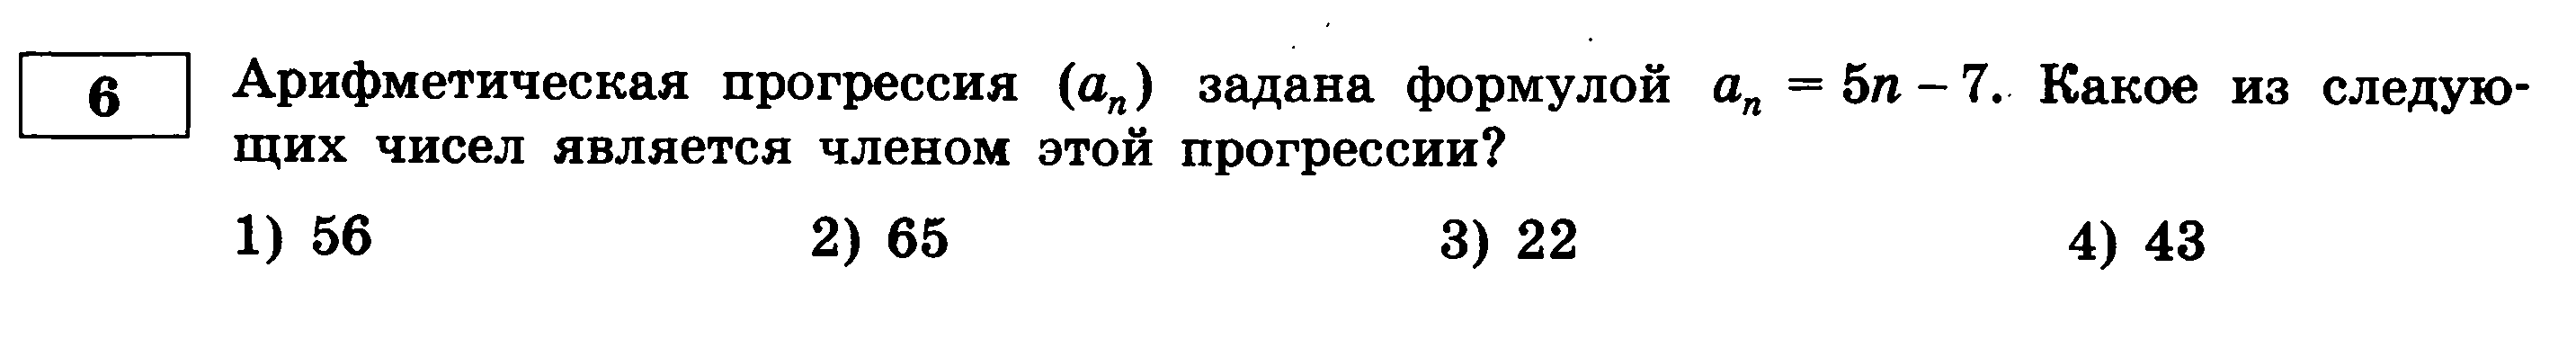 6 Арифметическая прогрессия (aₙ) задана формулой aₙ = 5n – 7. Какое из следую-
щих чисел является членом этой прогрессии?
1) 56 2) 65 3) 22 4) 43